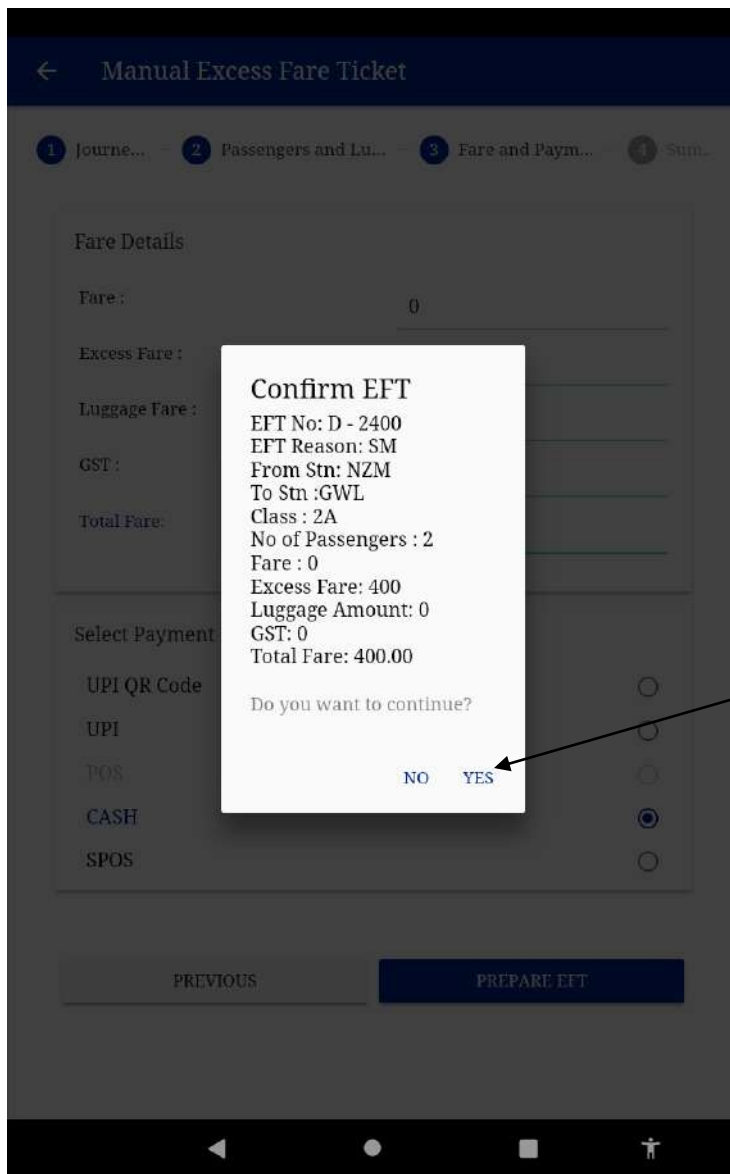 Manual Excess Fare Ticket
1 Journe... 2 Passengers and Lu... 3 Fare and Paym... 4 Sum..
Fare Details
Fare :
0
Excess Fare :
Luggage Fare :
GST :
Total Fare:
Confirm EFT
EFT No: D - 2400
EFT Reason: SM
From Stn: NZM
To Stn :GWL
Class : 2A
No of Passengers : 2
Fare : 0
Excess Fare: 400
Luggage Amount: 0
GST: 0
Total Fare: 400.00
Do you want to continue?
NO YES
Select Payment
UPI QR Code
UPI
POS
CASH
SPOS
PREVIOUS PREPARE EFT